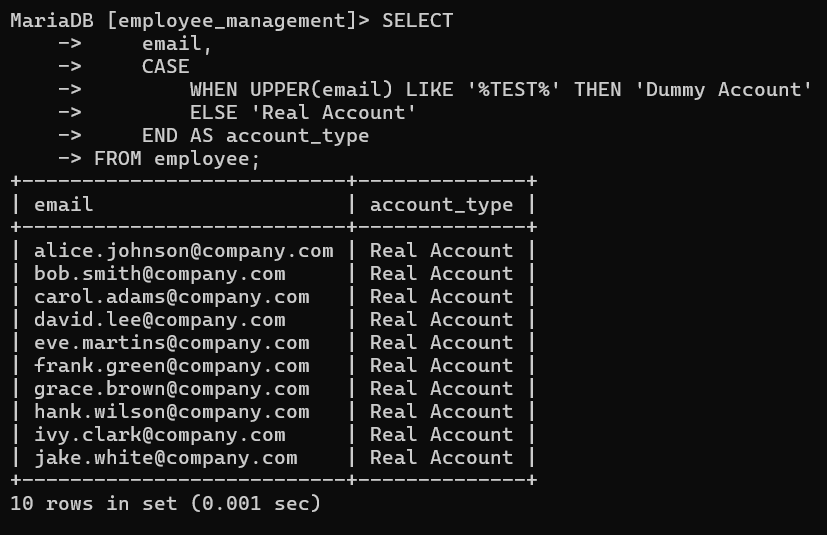 MariaDB [employee_management]> SELECT
    ->     email,
    ->     CASE
    ->         WHEN UPPER(email) LIKE '%TEST%' THEN 'Dummy Account'
    ->         ELSE 'Real Account'
    ->     END AS account_type
    -> FROM employee;
+---------------------------+--------------+
| email                     | account_type |
+---------------------------+--------------+
| alice.johnson@company.com | Real Account |
| bob.smith@company.com     | Real Account |
| carol.adams@company.com   | Real Account |
| david.lee@company.com     | Real Account |
| eve.martins@company.com   | Real Account |
| frank.green@company.com   | Real Account |
| grace.brown@company.com   | Real Account |
| hank.wilson@company.com   | Real Account |
| ivy.clark@company.com     | Real Account |
| jake.white@company.com    | Real Account |
+---------------------------+--------------+
10 rows in set (0.001 sec)